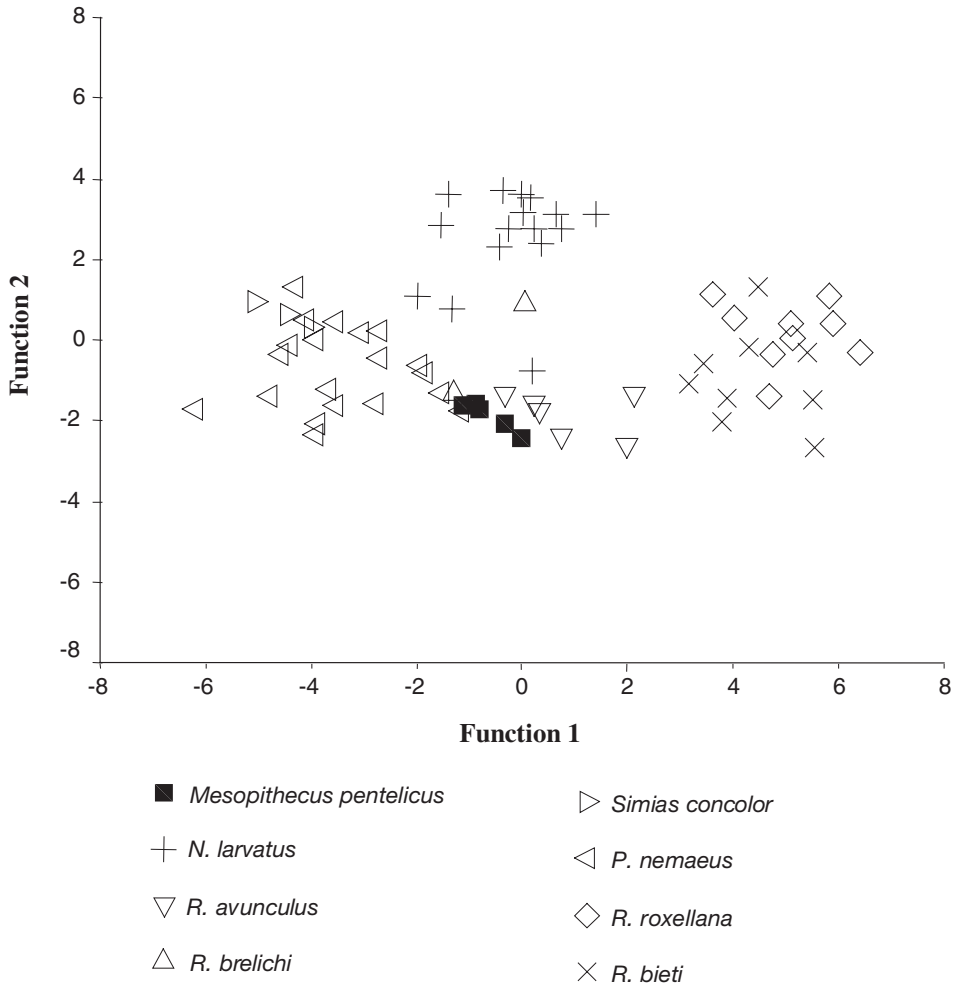 8
6
4
2
0
-2
-4
-6
-8
Function 2
-8 -6 -4 -2 0 2 4 6 8
Function 1
Mesopithecus pentelicus
N. larvatus
R. avunculus
R. brelichi
Simias concolor
P. nemaeus
R. roxellana
R. bieti